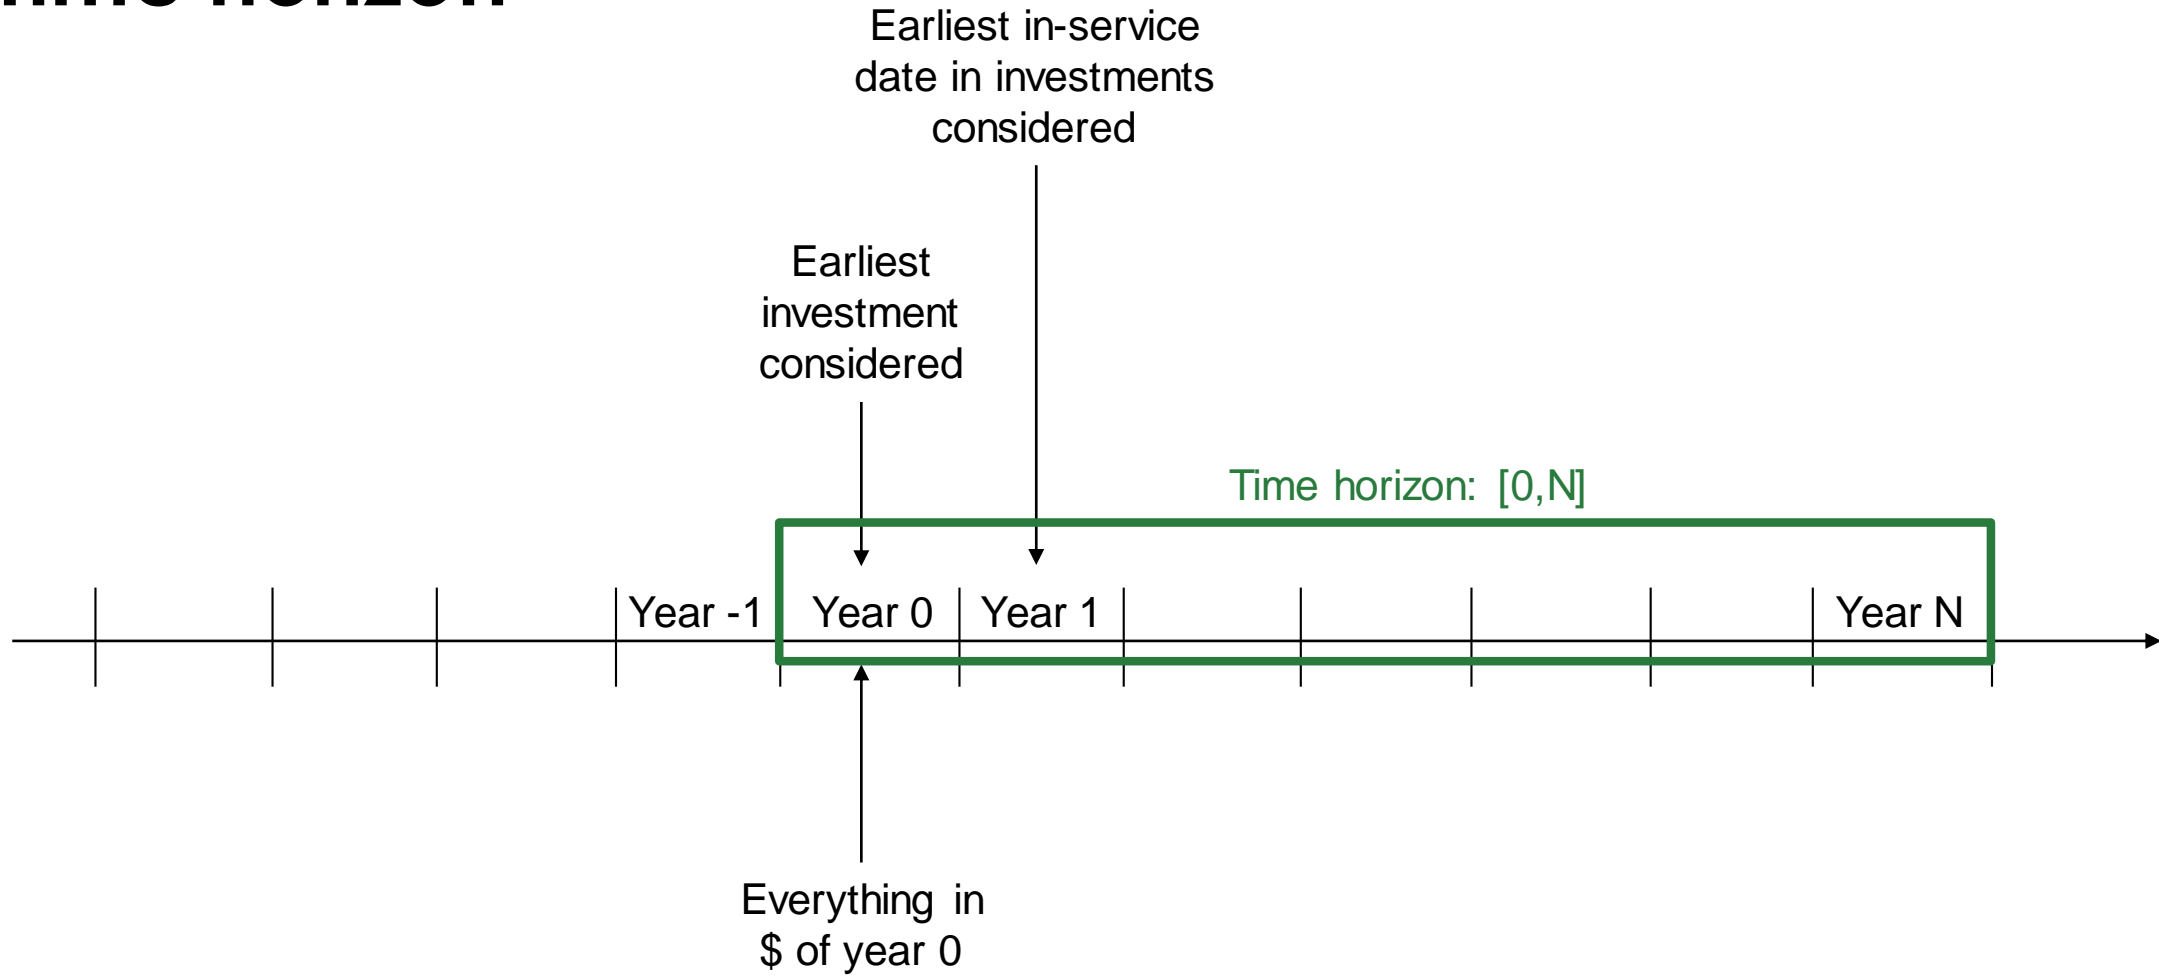 Earliest in-service
date in investments
considered
Earliest
investment
considered
Time horizon: [0,N]
Year -1
Year 0
Year 1
Year N
Everything in
$ of year 0